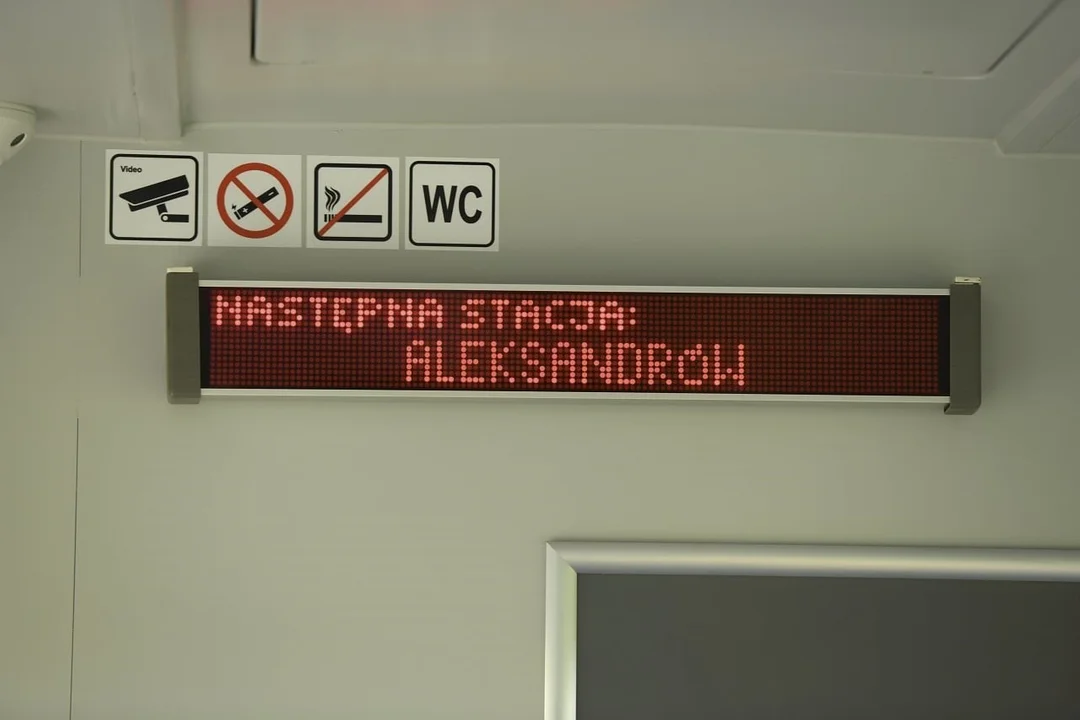 Video
WC
NASTĘPNA STACJA:
ALEKSANDRÓW